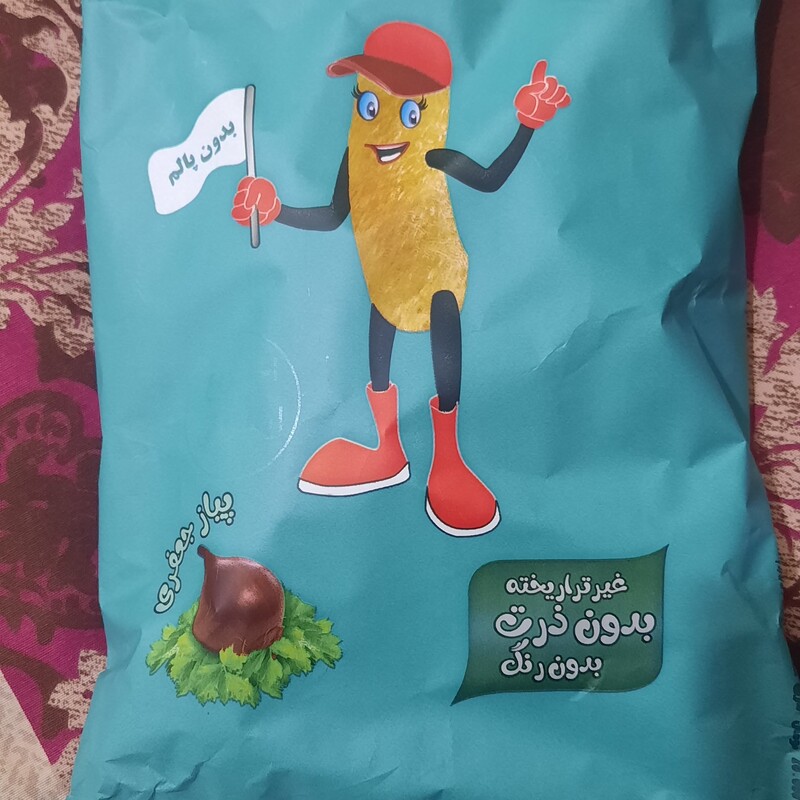 بدون پالم
پیاز جعفری
غیر تراریخته
بدون ذرت
بدون رنگ